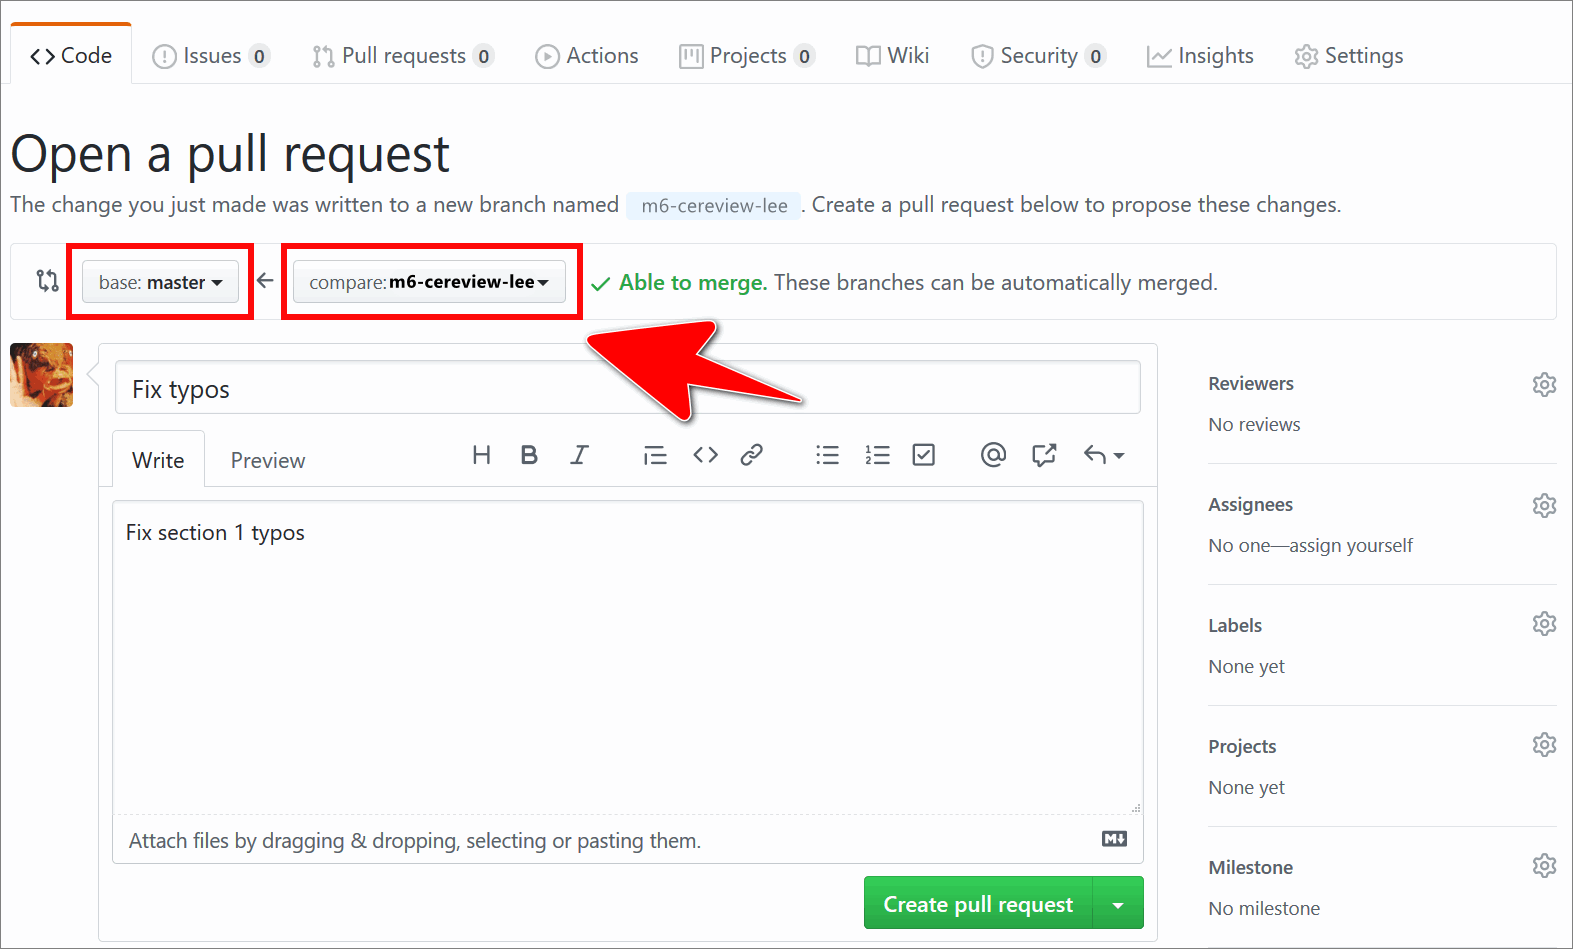 Code Issues 0 Pull requests 0 Actions Projects 0 Wiki Security 0 Insights Settings
Open a pull request
The change you just made was written to a new branch named m6-cereview-lee. Create a pull request below to propose these changes.
base: master compare: m6-cereview-lee Able to merge. These branches can be automatically merged.
Fix typos
Write Preview
Fix section 1 typos
Attach files by dragging & dropping, selecting or pasting them.
Create pull request
Reviewers
No reviews
Assignees
No one—assign yourself
Labels
None yet
Projects
None yet
Milestone
No milestone